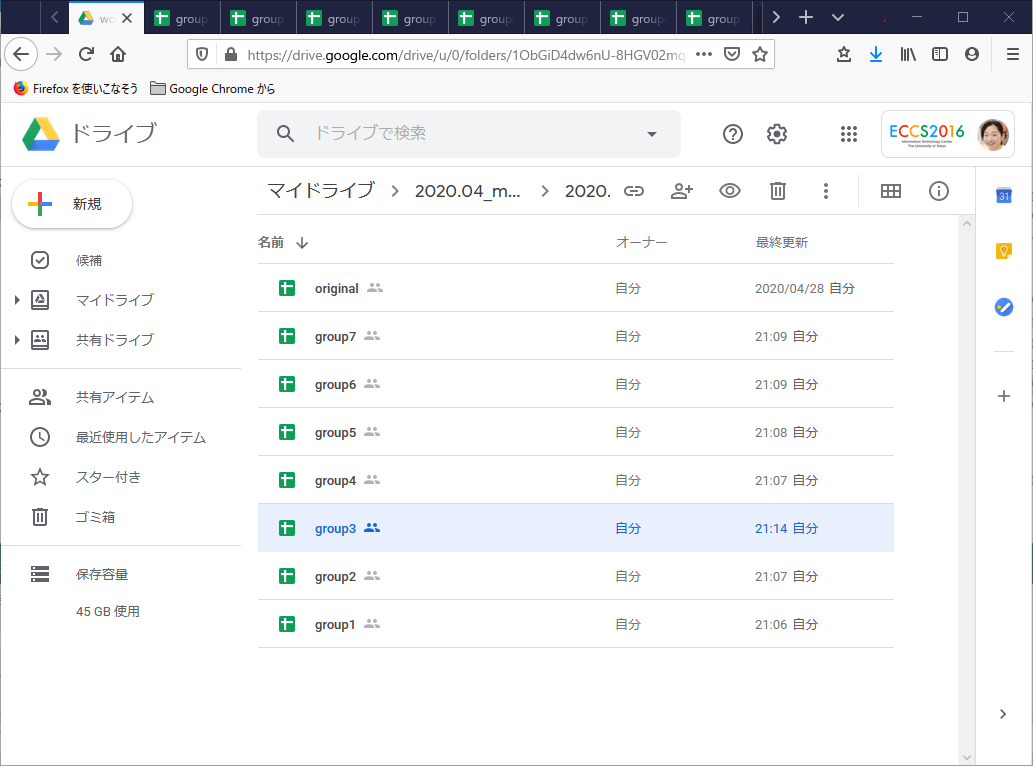 wo
group
group
group
group
group
group
group
group
https://drive.google.com/drive/u/0/folders/1ObGiD4dw6nU-8HGV02mq
Firefox を使いこなそう
Google Chrome から
ドライブ
ドライブで検索
ECCS2016
Information Technology Center
The University of Tokyo
新規
マイドライブ > 2020.04_m... > 2020.
31
候補
マイドライブ
共有ドライブ
共有アイテム
最近使用したアイテム
スター付き
ゴミ箱
保存容量
45 GB 使用
名前 オーナー 最終更新
original 自分 2020/04/28 自分
group7 自分 21:09 自分
group6 自分 21:09 自分
group5 自分 21:08 自分
group4 自分 21:07 自分
group3 自分 21:14 自分
group2 自分 21:07 自分
group1 自分 21:06 自分